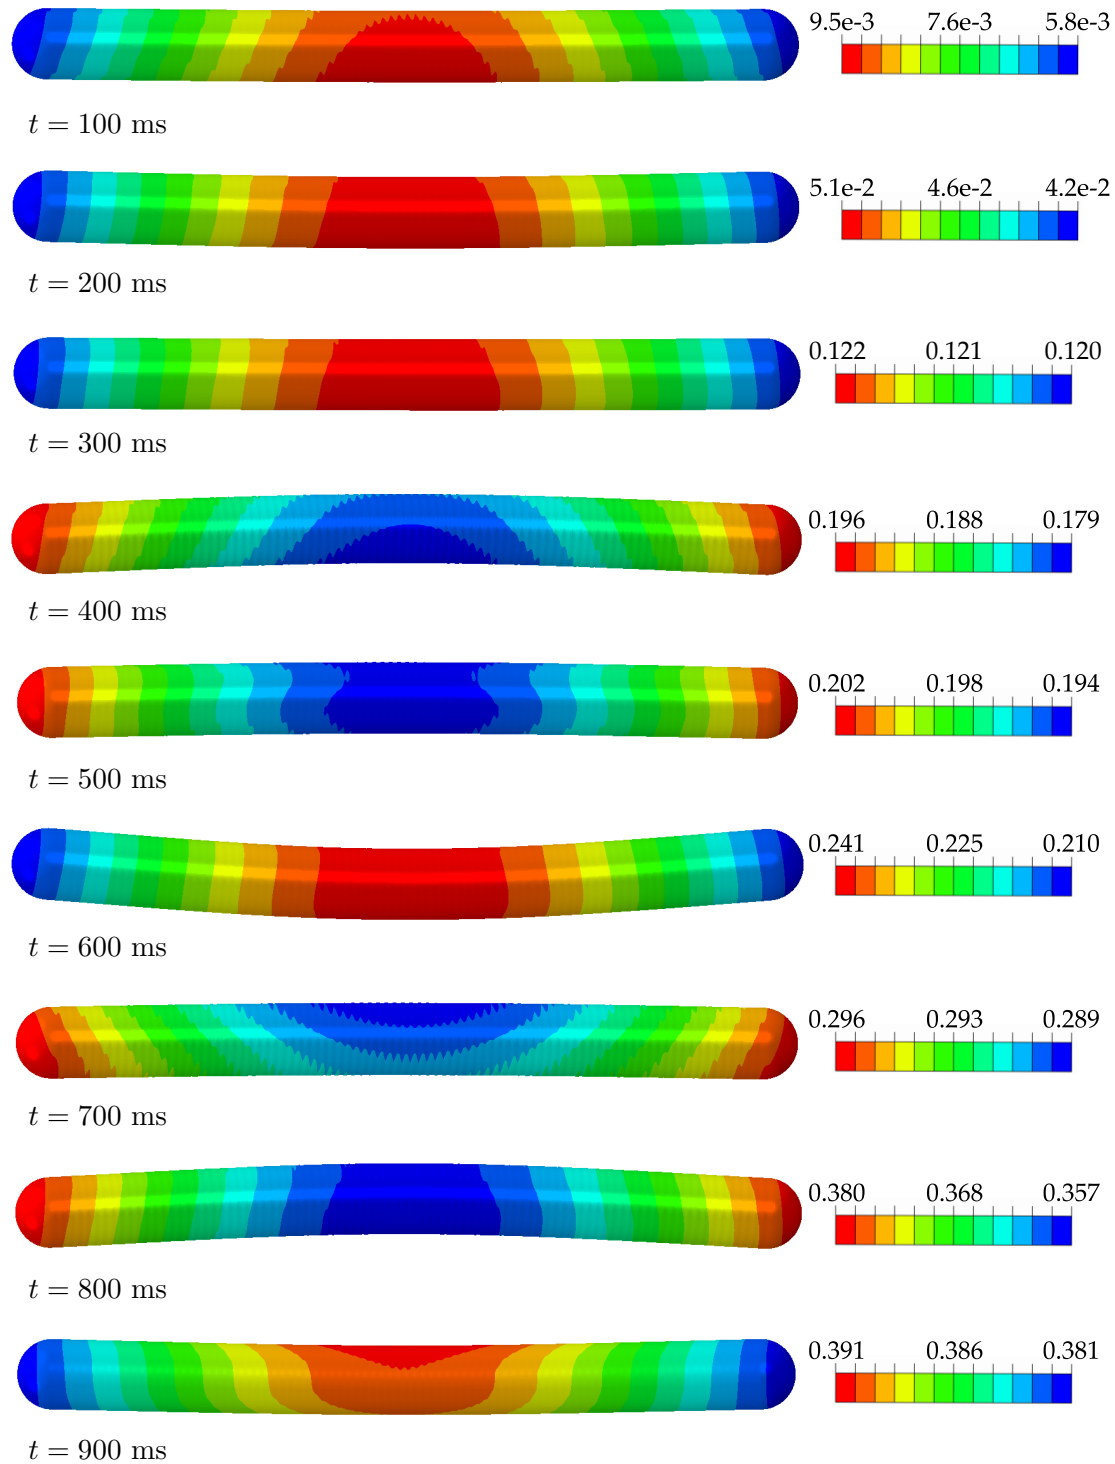 9.5e-3 7.6e-3 5.8e-3
t = 100 ms
5.1e-2 4.6e-2 4.2e-2
t = 200 ms
0.122 0.121 0.120
t = 300 ms
0.196 0.188 0.179
t = 400 ms
0.202 0.198 0.194
t = 500 ms
0.241 0.225 0.210
t = 600 ms
0.296 0.293 0.289
t = 700 ms
0.380 0.368 0.357
t = 800 ms
0.391 0.386 0.381
t = 900 ms